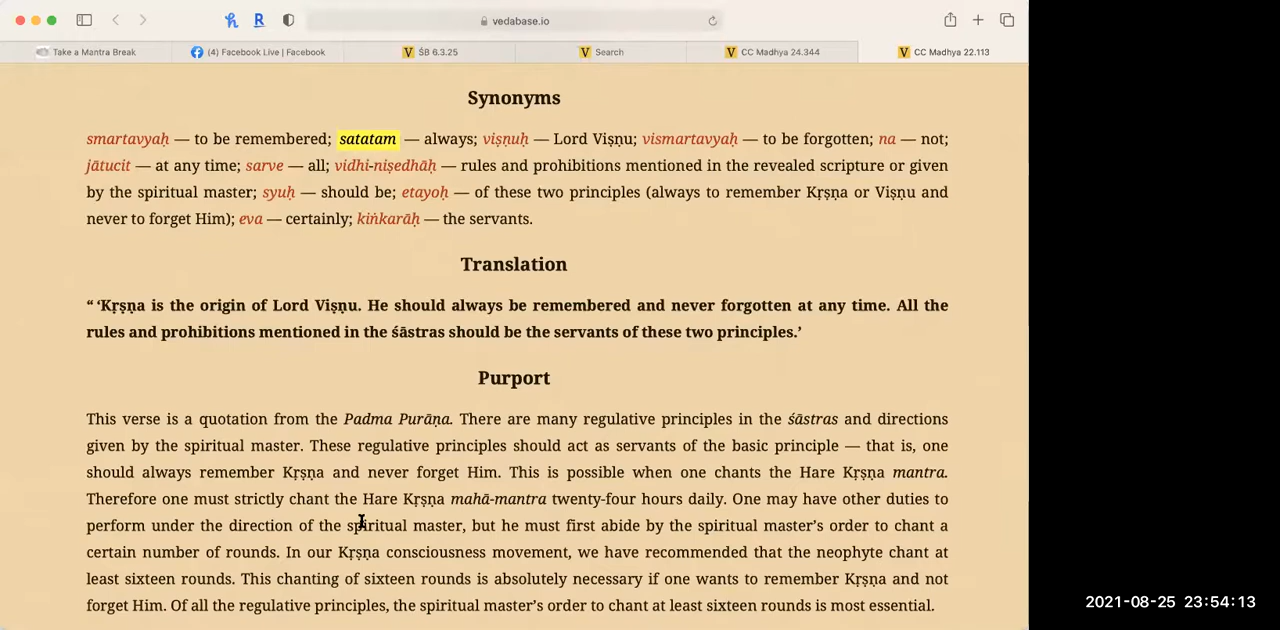 vedabase.io
Take a Mantra Break
(4) Facebook Live | Facebook
ŚB 6.3.25
Search
CC Madhya 24.344
CC Madhya 22.113
Synonyms
smartavyaḥ — to be remembered; satatam — always; viṣṇuḥ — Lord Viṣṇu; vismartavyaḥ — to be forgotten; na — not;
jātucit — at any time; sarve — all; vidhi-niṣedhāḥ — rules and prohibitions mentioned in the revealed scripture or given
by the spiritual master; syuḥ — should be; etayoḥ — of these two principles (always to remember Kṛṣṇa or Viṣṇu and
never to forget Him); eva — certainly; kiṅkarāḥ — the servants.
Translation
“ ‘Kṛṣṇa is the origin of Lord Viṣṇu. He should always be remembered and never forgotten at any time. All the
rules and prohibitions mentioned in the śāstras should be the servants of these two principles.’
Purport
This verse is a quotation from the Padma Purāṇa. There are many regulative principles in the śāstras and directions
given by the spiritual master. These regulative principles should act as servants of the basic principle — that is, one
should always remember Kṛṣṇa and never forget Him. This is possible when one chants the Hare Kṛṣṇa mantra.
Therefore one must strictly chant the Hare Kṛṣṇa mahā-mantra twenty-four hours daily. One may have other duties to
perform under the direction of the spiritual master, but he must first abide by the spiritual master’s order to chant a
certain number of rounds. In our Kṛṣṇa consciousness movement, we have recommended that the neophyte chant at
least sixteen rounds. This chanting of sixteen rounds is absolutely necessary if one wants to remember Kṛṣṇa and not
forget Him. Of all the regulative principles, the spiritual master’s order to chant at least sixteen rounds is most essential.
2021-08-25 23:54:13